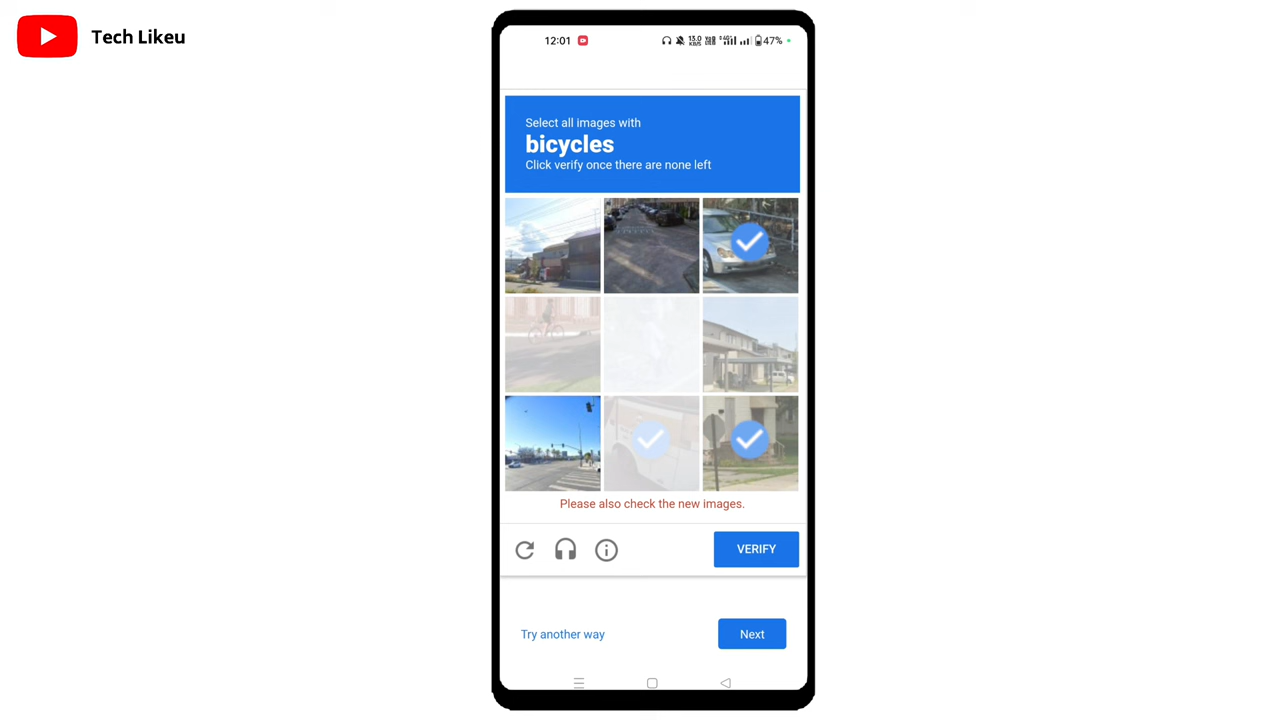 Tech Likeu
12:01
47%
Select all images with
bicycles
Click verify once there are none left
Please also check the new images.
VERIFY
Try another way
Next